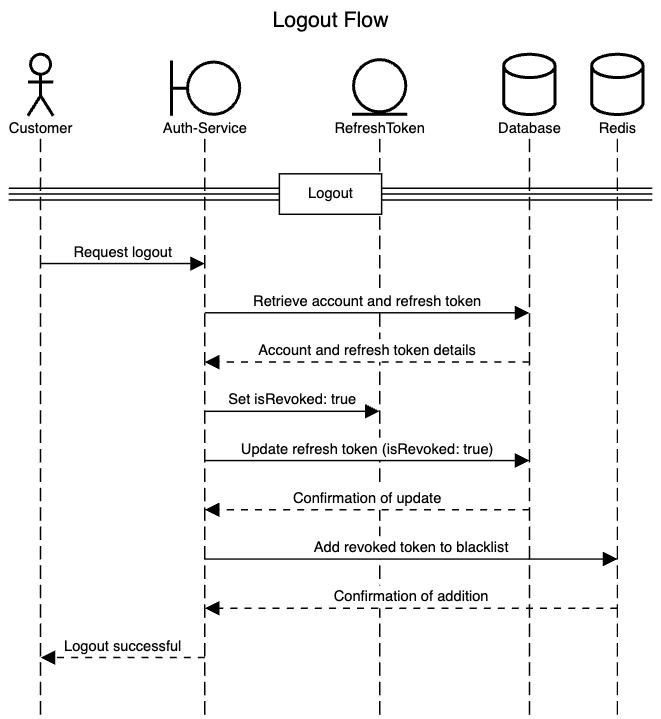 Logout Flow
Customer
Auth-Service
RefreshToken
Database
Redis
Logout
Request logout
Retrieve account and refresh token
Account and refresh token details
Set isRevoked: true
Update refresh token (isRevoked: true)
Confirmation of update
Add revoked token to blacklist
Confirmation of addition
Logout successful